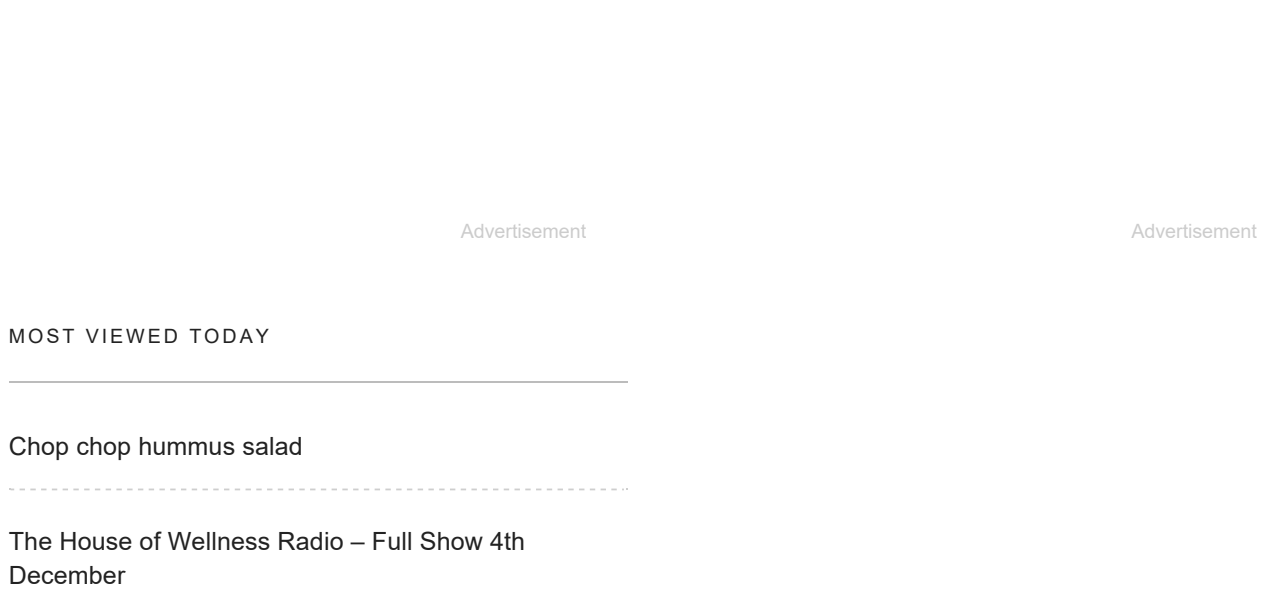 Advertisement
Advertisement
MOST VIEWED TODAY
Chop chop hummus salad
The House of Wellness Radio – Full Show 4th
December